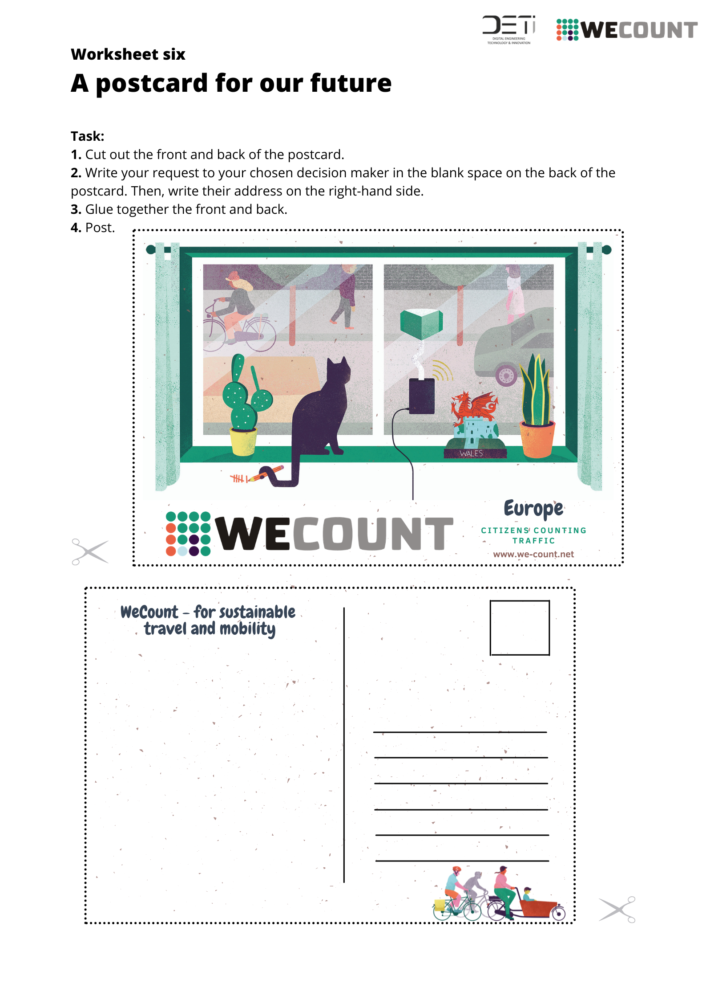 DETI
DIGITAL ENGINEERING
TECHNOLOGY & INNOVATION
WECOUNT
Worksheet six
A postcard for our future
Task:
1. Cut out the front and back of the postcard.
2. Write your request to your chosen decision maker in the blank space on the back of the
postcard. Then, write their address on the right-hand side.
3. Glue together the front and back.
4. Post.
WALES
WECOUNT
Europe
CITIZENS COUNTING
TRAFFIC
www.we-count.net
WeCount - for sustainable
travel and mobility